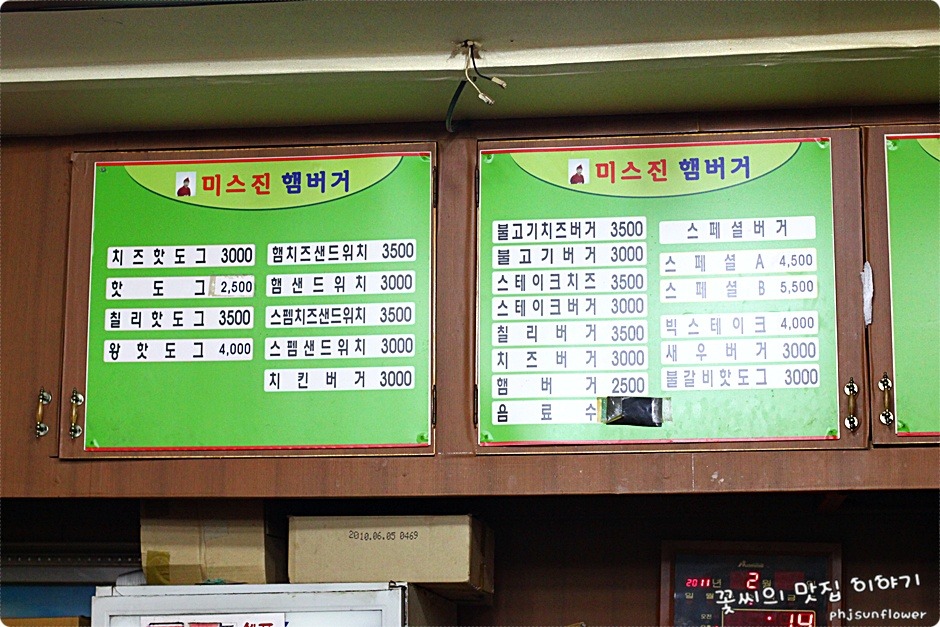 미스진 햄버거
치즈핫도그 3000
핫도그 2,500
칠리핫도그 3500
왕핫도그 4,000
햄치즈샌드위치 3500
햄샌드위치 3000
스펨치즈샌드위치 3500
스펨샌드위치 3000
치킨버거 3000
미스진 햄버거
불고기치즈버거 3500
불고기버거 3000
스테이크치즈 3500
스테이크버거 3000
칠리버거 3500
치즈버거 3000
햄버거 2500
음료수
스페셜버거
스페셜A 4,500
스페셜B 5,500
빅스테이크 4,000
새우버거 3000
불갈비핫도그 3000
2010.06.05 0469
2011년 2월
14
꽃씨의 맛집 이야기
phjsunflower